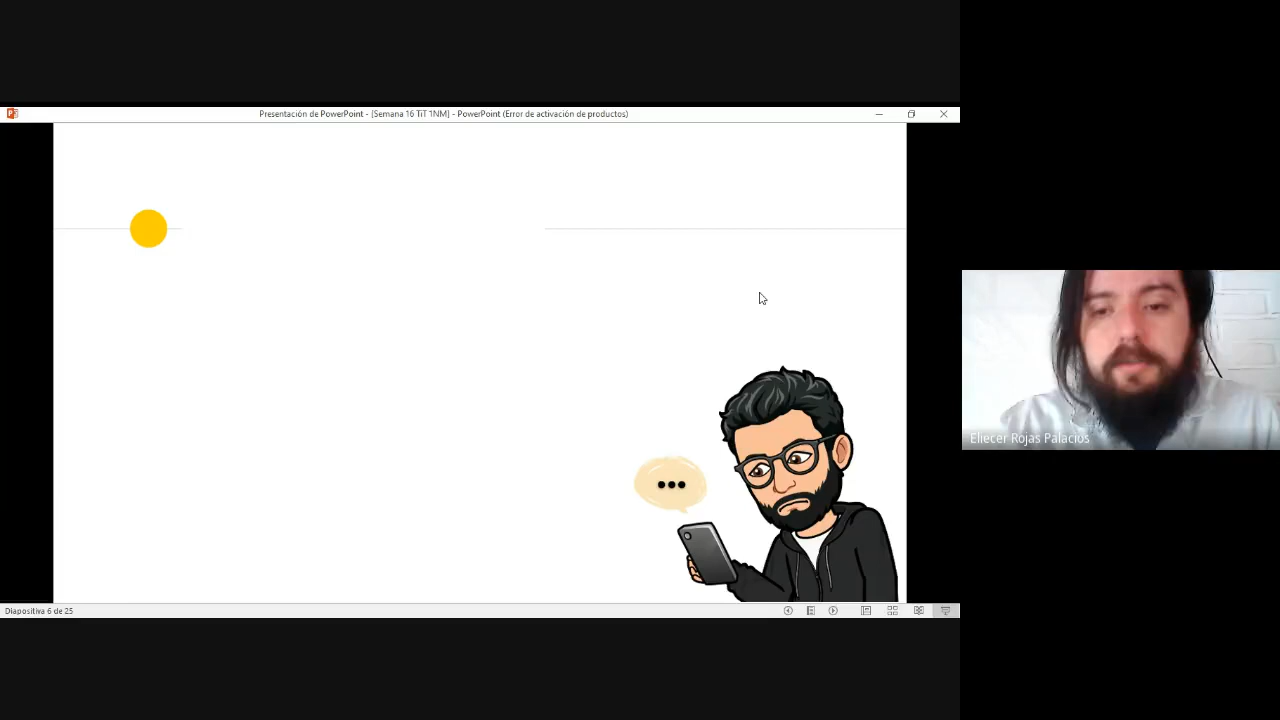 Presentación de PowerPoint - [Semana 16 TiT 1NM] - PowerPoint (Error de activación de productos)
Eliecer Rojas Palacios
Diapositiva 6 de 25